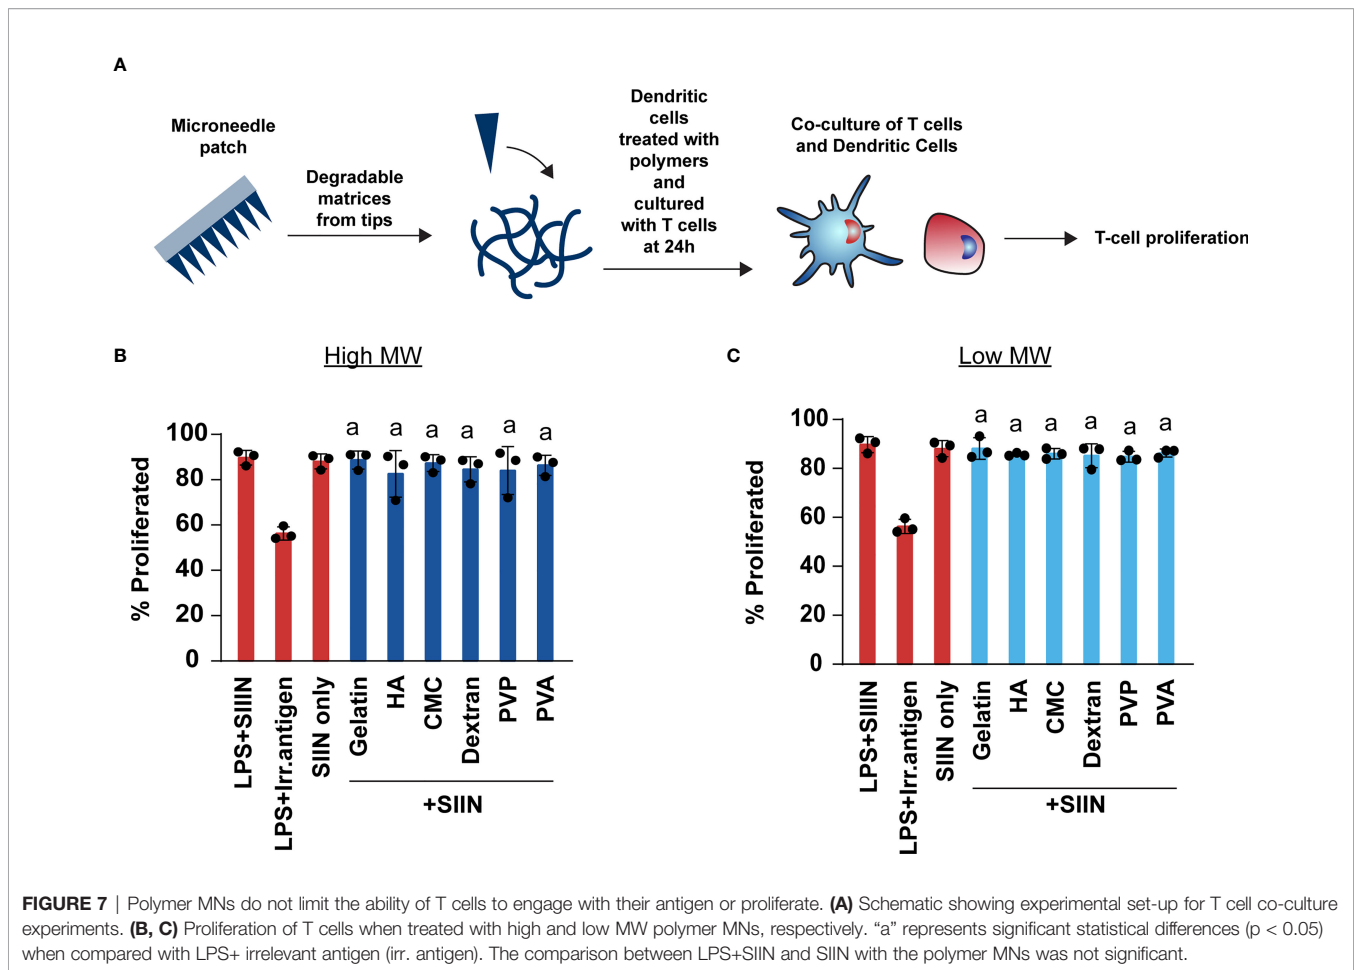 A
Microneedle
patch
Degradable
matrices
from tips
Dendritic
cells
treated with
polymers
and
cultured
with T cells
at 24h
Co-culture of T cells
and Dendritic Cells
T-cell proliferation
B
High MW
% Proliferated
100
80
60
40
20
0
a a a a a a
LPS+SIIIN
LPS+Irr.antigen
SIIN only
Gelatin
HA
CMC
Dextran
PVP
PVA
+SIIN
C
Low MW
% Proliferated
100
80
60
40
20
0
a a a a a a
LPS+SIIIN
LPS+Irr.antigen
SIIN only
Gelatin
HA
CMC
Dextran
PVP
PVA
+SIIN
FIGURE 7 | Polymer MNs do not limit the ability of T cells to engage with their antigen or proliferate. (A) Schematic showing experimental set-up for T cell co-culture
experiments. (B, C) Proliferation of T cells when treated with high and low MW polymer MNs, respectively. “a” represents significant statistical differences (p < 0.05)
when compared with LPS+ irrelevant antigen (irr. antigen). The comparison between LPS+SIIN and SIIN with the polymer MNs was not significant.